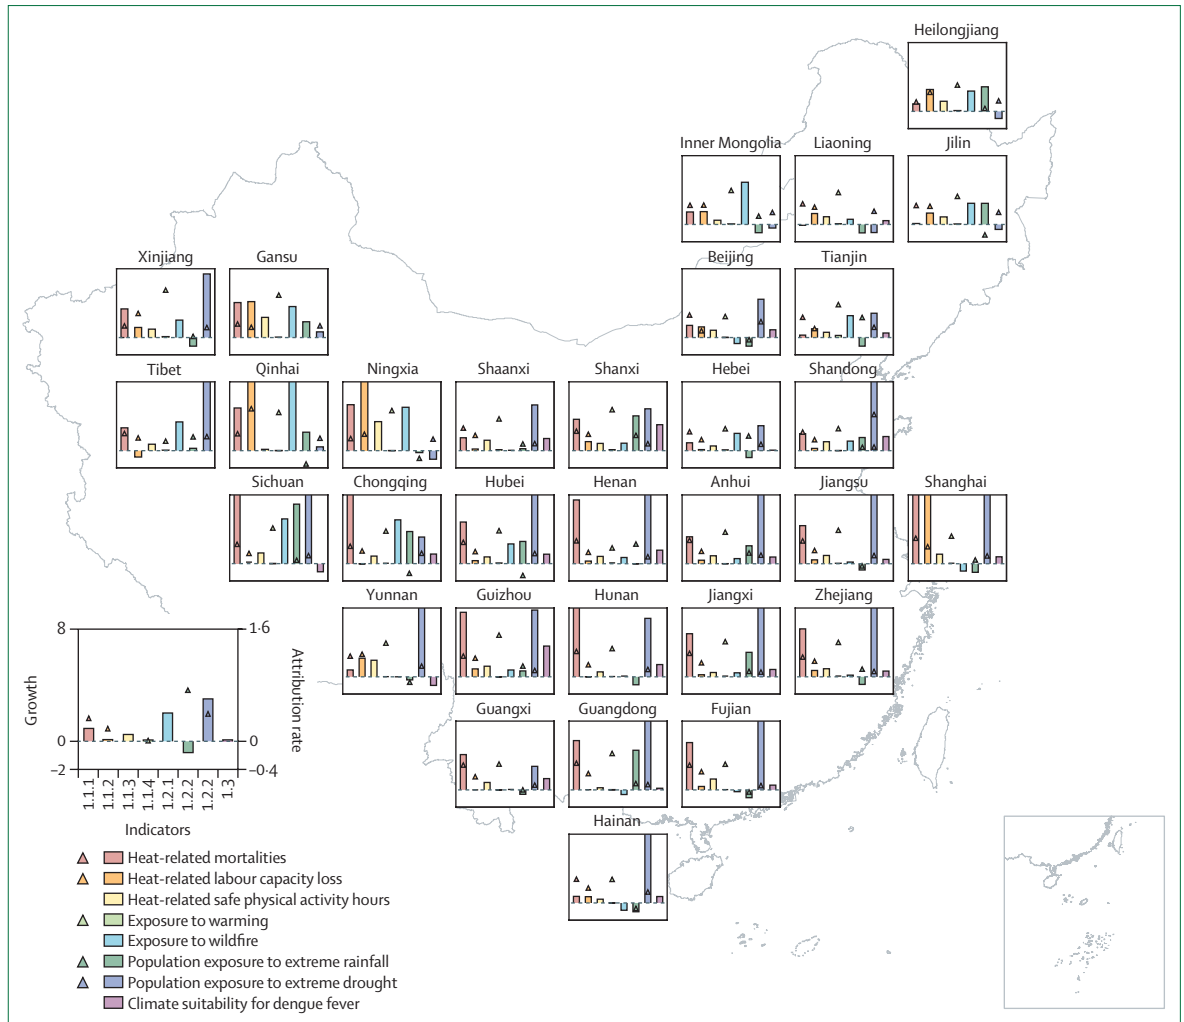 Heilongjiang
Inner Mongolia
Liaoning
Jilin
Xinjiang
Gansu
Beijing
Tianjin
Tibet
Qinhai
Ningxia
Shaanxi
Shanxi
Hebei
Shandong
Sichuan
Chongqing
Hubei
Henan
Anhui
Jiangsu
Shanghai
Yunnan
Guizhou
Hunan
Jiangxi
Zhejiang
Guangxi
Guangdong
Fujian
Hainan
8
1·6
Growth
Attribution rate
0
0
–2
–0·4
1.1.1
1.1.2
1.1.3
1.1.4
1.2.1
1.2.2
1.2.2
1.3
Indicators
Heat-related mortalities
Heat-related labour capacity loss
Heat-related safe physical activity hours
Exposure to warming
Exposure to wildfire
Population exposure to extreme rainfall
Population exposure to extreme drought
Climate suitability for dengue fever